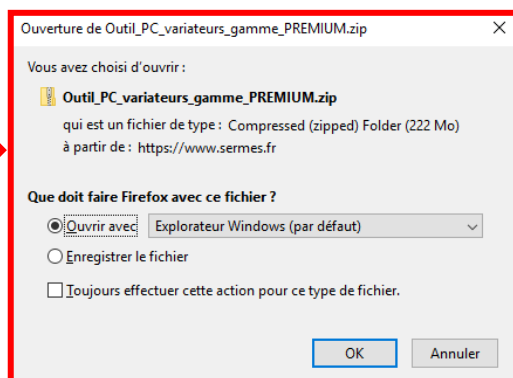 Ouverture de Outil_PC_variateurs_gamme_PREMIUM.zip
Vous avez choisi d'ouvrir :
Outil_PC_variateurs_gamme_PREMIUM.zip
qui est un fichier de type : Compressed (zipped) Folder (222 Mo)
à partir de : https://www.sermes.fr
Que doit faire Firefox avec ce fichier ?
Ouvrir avec Explorateur Windows (par défaut)
Enregistrer le fichier
Toujours effectuer cette action pour ce type de fichier.
OK Annuler